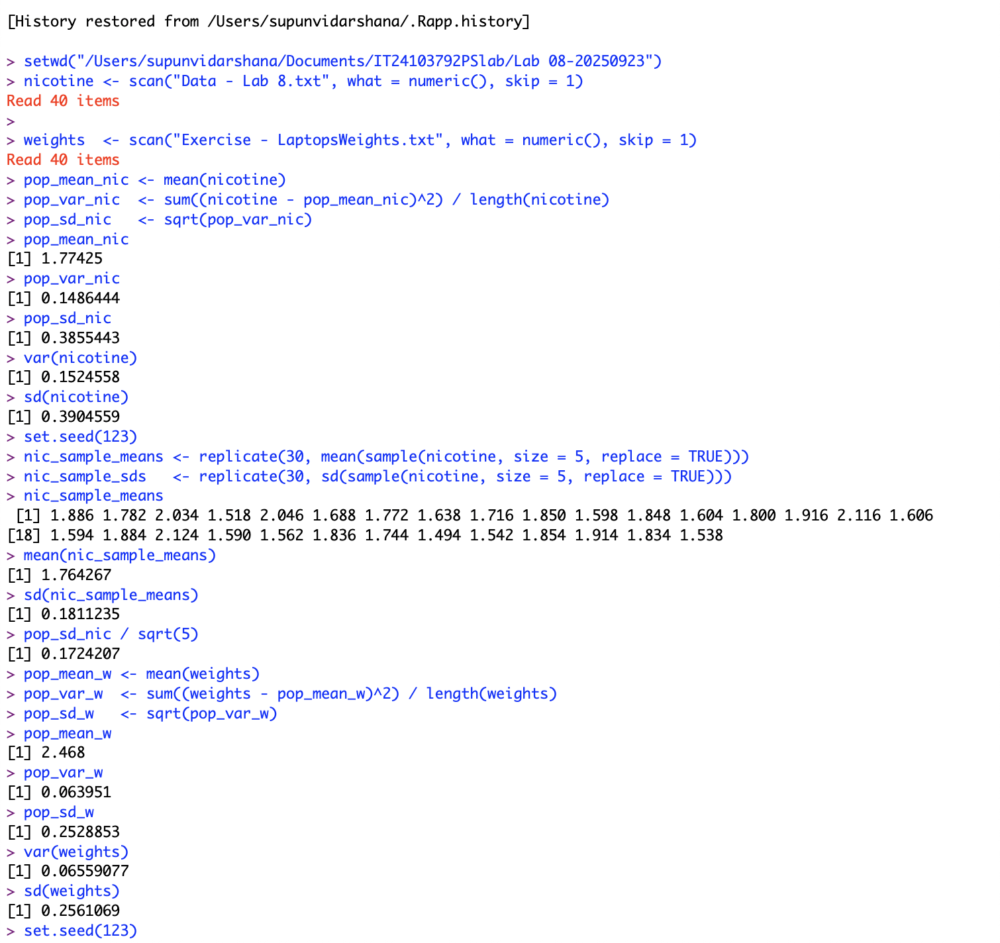 [History restored from /Users/supunvidarshana/.Rapp.history]
> setwd("/Users/supunvidarshana/Documents/IT24103792PSlab/Lab 08-20250923")
> nicotine <- scan("Data - Lab 8.txt", what = numeric(), skip = 1)
Read 40 items
>
> weights  <- scan("Exercise - LaptopsWeights.txt", what = numeric(), skip = 1)
Read 40 items
> pop_mean_nic <- mean(nicotine)
> pop_var_nic  <- sum((nicotine - pop_mean_nic)^2) / length(nicotine)
> pop_sd_nic   <- sqrt(pop_var_nic)
> pop_mean_nic
[1] 1.77425
> pop_var_nic
[1] 0.1486444
> pop_sd_nic
[1] 0.3855443
> var(nicotine)
[1] 0.1524558
> sd(nicotine)
[1] 0.3904559
> set.seed(123)
> nic_sample_means <- replicate(30, mean(sample(nicotine, size = 5, replace = TRUE)))
> nic_sample_sds   <- replicate(30, sd(sample(nicotine, size = 5, replace = TRUE)))
> nic_sample_means
 [1] 1.886 1.782 2.034 1.518 2.046 1.688 1.772 1.638 1.716 1.850 1.598 1.848 1.604 1.800 1.916 2.116 1.606
[18] 1.594 1.884 2.124 1.590 1.562 1.836 1.744 1.494 1.542 1.854 1.914 1.834 1.538
> mean(nic_sample_means)
[1] 1.764267
> sd(nic_sample_means)
[1] 0.1811235
> pop_sd_nic / sqrt(5)
[1] 0.1724207
> pop_mean_w <- mean(weights)
> pop_var_w  <- sum((weights - pop_mean_w)^2) / length(weights)
> pop_sd_w   <- sqrt(pop_var_w)
> pop_mean_w
[1] 2.468
> pop_var_w
[1] 0.063951
> pop_sd_w
[1] 0.2528853
> var(weights)
[1] 0.06559077
> sd(weights)
[1] 0.2561069
> set.seed(123)